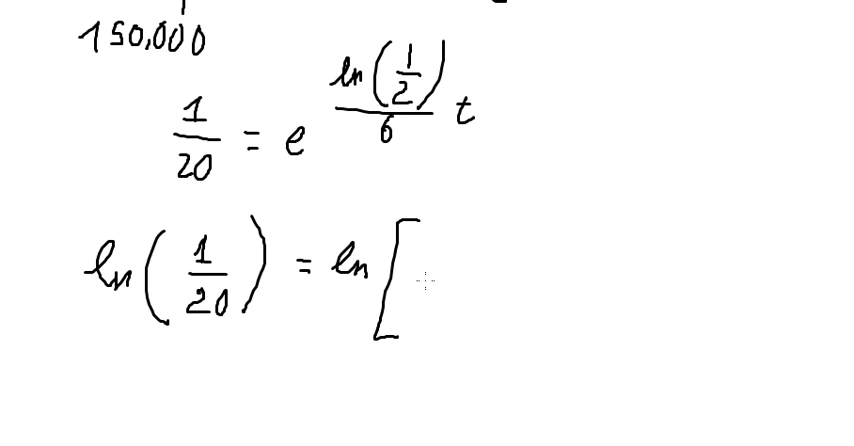 150,000
1/20 = e^(ln(1/2)/6 t)
ln(1/20) = ln[